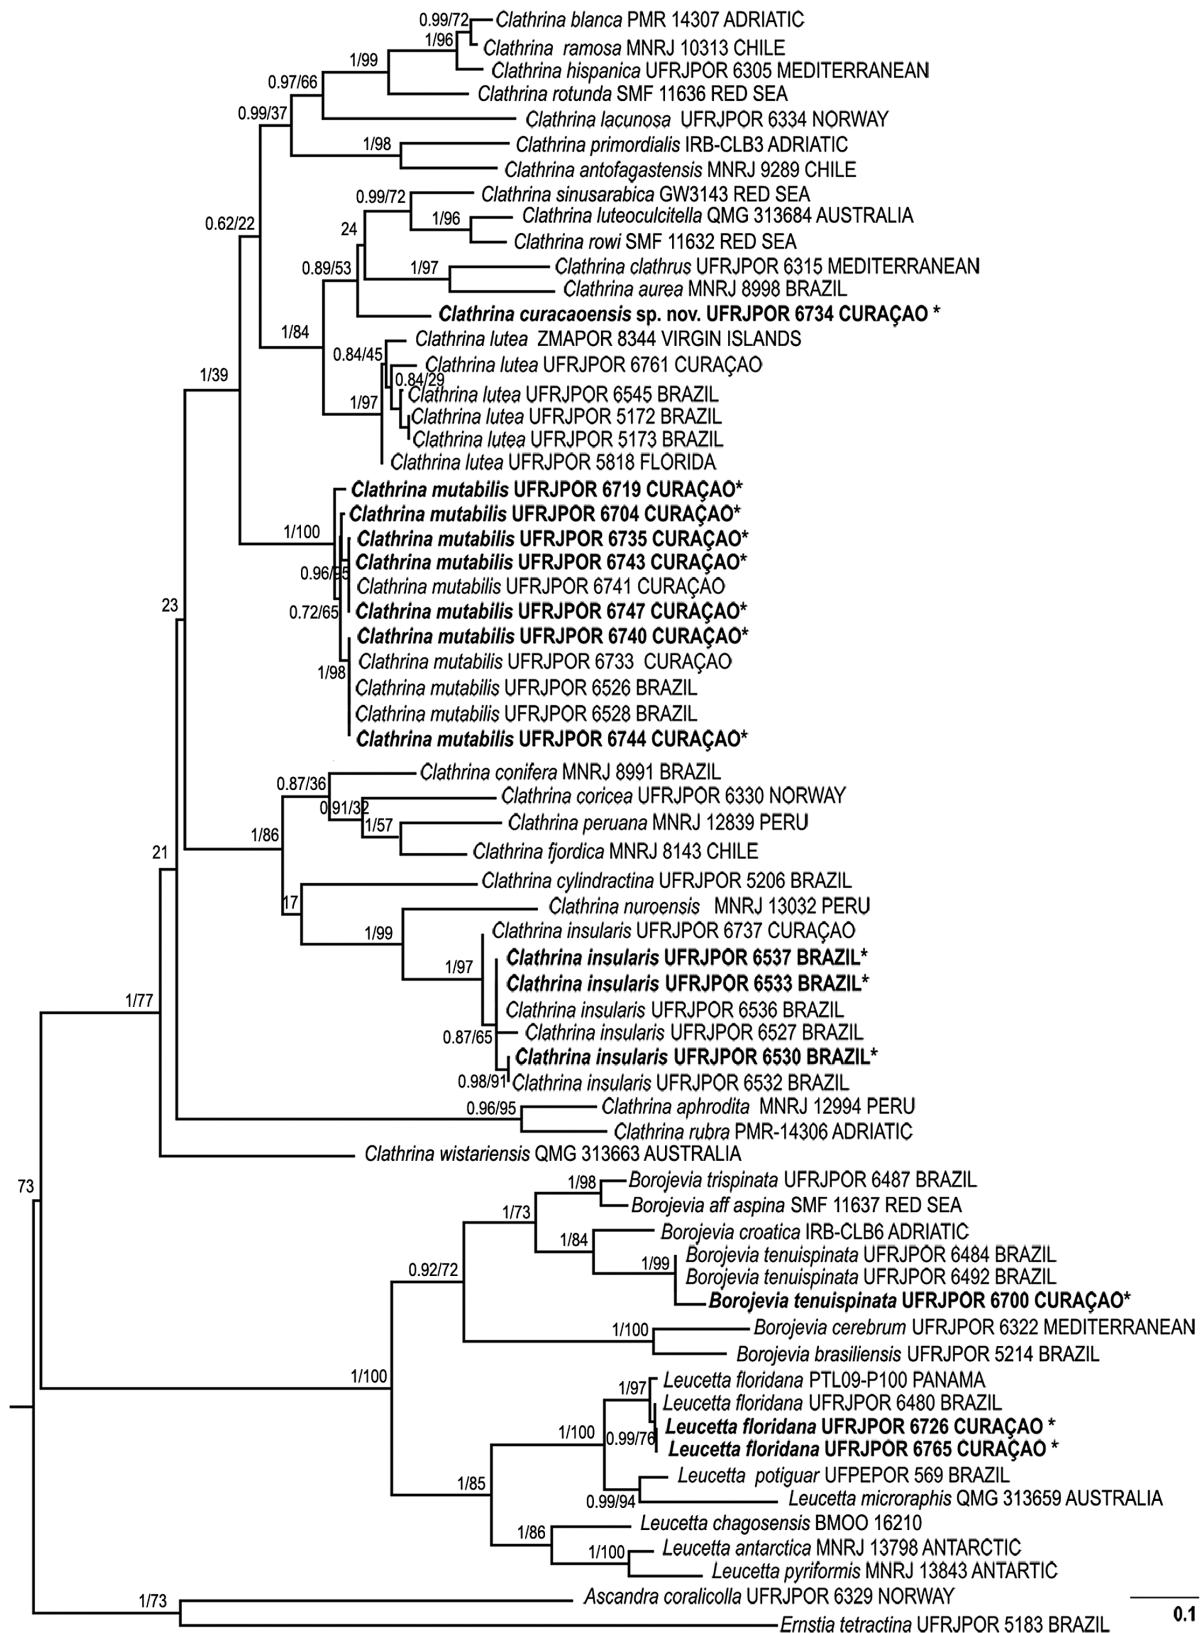 0.99/72
Clathrina blanca PMR 14307 ADRIATIC
1/96
Clathrina ramosa MNRJ 10313 CHILE
1/99
Clathrina hispanica UFRJPOR 6305 MEDITERRANEAN
0.97/66
Clathrina rotunda SMF 11636 RED SEA
0.99/37
Clathrina lacunosa UFRJPOR 6334 NORWAY
1/98
Clathrina primordialis IRB-CLB3 ADRIATIC
Clathrina antofagastensis MNRJ 9289 CHILE
0.99/72
Clathrina sinusarabica GW3143 RED SEA
0.62/22
1/96
Clathrina luteoculcitella QMG 313684 AUSTRALIA
24
Clathrina rowi SMF 11632 RED SEA
0.89/53
1/97
Clathrina clathrus UFRJPOR 6315 MEDITERRANEAN
Clathrina aurea MNRJ 8998 BRAZIL
Clathrina curacaoensis sp. nov. UFRJPOR 6734 CURAÇAO *
1/84
Clathrina lutea ZMAPOR 8344 VIRGIN ISLANDS
0.84/45
Clathrina lutea UFRJPOR 6761 CURAÇAO
1/39
0.84/29
Clathrina lutea UFRJPOR 6545 BRAZIL
1/97
Clathrina lutea UFRJPOR 5172 BRAZIL
Clathrina lutea UFRJPOR 5173 BRAZIL
Clathrina lutea UFRJPOR 5818 FLORIDA
Clathrina mutabilis UFRJPOR 6719 CURAÇAO*
Clathrina mutabilis UFRJPOR 6704 CURAÇAO*
1/100
Clathrina mutabilis UFRJPOR 6735 CURAÇAO*
Clathrina mutabilis UFRJPOR 6743 CURAÇAO*
0.96/95
Clathrina mutabilis UFRJPOR 6741 CURAÇAO
23
0.72/65
Clathrina mutabilis UFRJPOR 6747 CURAÇAO*
Clathrina mutabilis UFRJPOR 6740 CURAÇAO*
Clathrina mutabilis UFRJPOR 6733 CURAÇAO
1/98
Clathrina mutabilis UFRJPOR 6526 BRAZIL
Clathrina mutabilis UFRJPOR 6528 BRAZIL
Clathrina mutabilis UFRJPOR 6744 CURAÇAO*
Clathrina conifera MNRJ 8991 BRAZIL
0.87/36
Clathrina coricea UFRJPOR 6330 NORWAY
0.91/32
1/57
Clathrina peruana MNRJ 12839 PERU
1/86
Clathrina fjordica MNRJ 8143 CHILE
21
Clathrina cylindractina UFRJPOR 5206 BRAZIL
17
Clathrina nuroensis MNRJ 13032 PERU
1/99
Clathrina insularis UFRJPOR 6737 CURAÇAO
Clathrina insularis UFRJPOR 6537 BRAZIL*
1/97
Clathrina insularis UFRJPOR 6533 BRAZIL*
1/77
Clathrina insularis UFRJPOR 6536 BRAZIL
Clathrina insularis UFRJPOR 6527 BRAZIL
0.87/65
Clathrina insularis UFRJPOR 6530 BRAZIL*
0.98/91
Clathrina insularis UFRJPOR 6532 BRAZIL
0.96/95
Clathrina aphrodita MNRJ 12994 PERU
Clathrina rubra PMR-14306 ADRIATIC
Clathrina wistariensis QMG 313663 AUSTRALIA
73
1/98
Borojevia trispinata UFRJPOR 6487 BRAZIL
Borojevia aff aspina SMF 11637 RED SEA
1/73
Borojevia croatica IRB-CLB6 ADRIATIC
1/84
Borojevia tenuispinata UFRJPOR 6484 BRAZIL
1/99
0.92/72
Borojevia tenuispinata UFRJPOR 6492 BRAZIL
Borojevia tenuispinata UFRJPOR 6700 CURAÇAO*
1/100
Borojevia cerebrum UFRJPOR 6322 MEDITERRANEAN
Borojevia brasiliensis UFRJPOR 5214 BRAZIL
1/100
1/97
Leucetta floridana PTL09-P100 PANAMA
Leucetta floridana UFRJPOR 6480 BRAZIL
1/100
Leucetta floridana UFRJPOR 6726 CURAÇAO *
0.99/76
Leucetta floridana UFRJPOR 6765 CURAÇAO *
1/85
Leucetta potiguar UFPEPOR 569 BRAZIL
0.99/94
Leucetta microraphis QMG 313659 AUSTRALIA
1/86
Leucetta chagosensis BMOO 16210
1/100
Leucetta antarctica MNRJ 13798 ANTARCTIC
Leucetta pyriformis MNRJ 13843 ANTARTIC
1/73
Ascandra coralicolla UFRJPOR 6329 NORWAY
0.1
Ernstia tetractina UFRJPOR 5183 BRAZIL